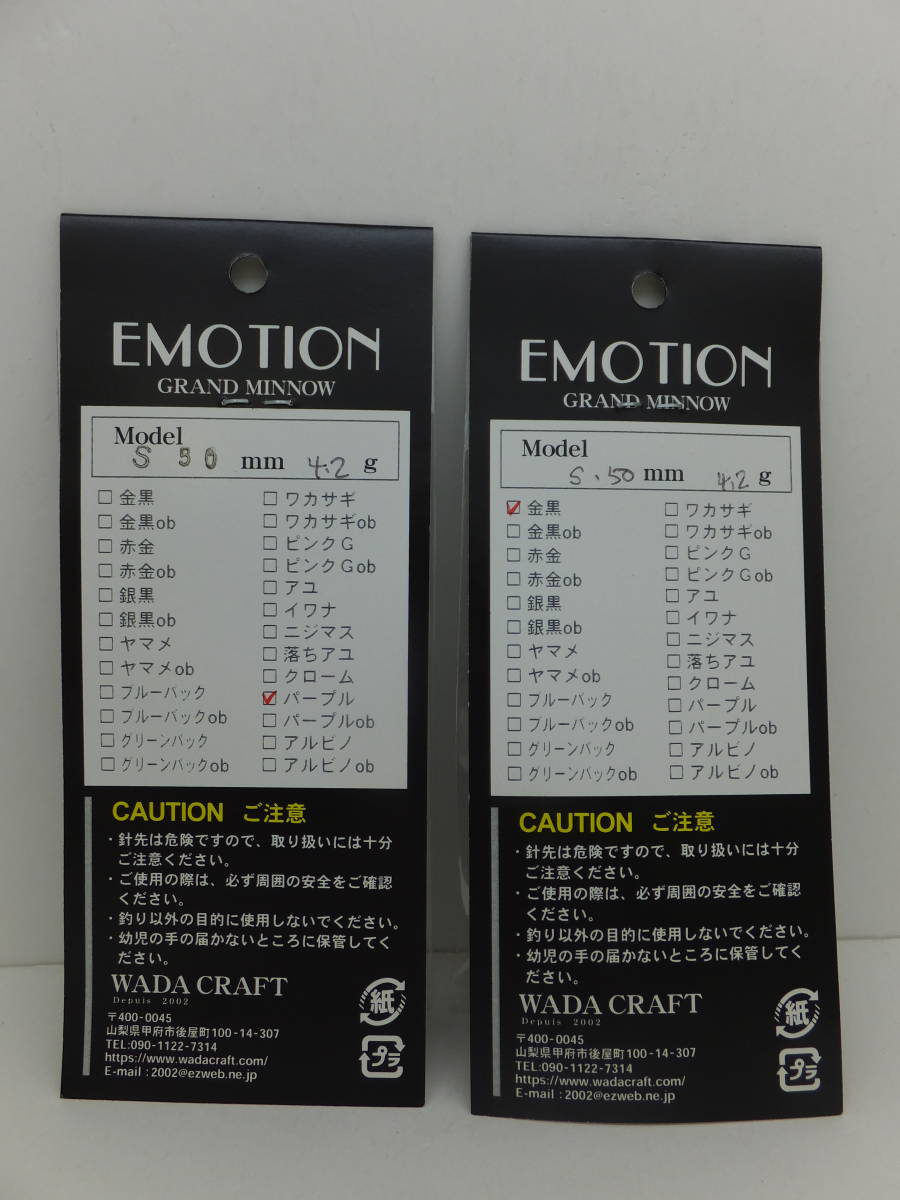 EMOTION
GRAND MINNOW
Model
S 50 mm 4.2 g
☐ 金黒
☐ 金黒ob
☐ 赤金
☐ 赤金ob
☐ 銀黒
☐ 銀黒ob
☐ ヤマメ
☐ ヤマメob
☐ ブルーバック
☐ ブルーバックob
☐ グリーンバック
☐ グリーンバックob
☐ ワカサギ
☐ ワカサギob
☐ ピンクG
☐ ピンクGob
☐ アユ
☐ イワナ
☐ ニジマス
☐ 落ちアユ
☐ クローム
☑ パープル
☐ パープルob
☐ アルビノ
☐ アルビノob
CAUTION ご注意
・針先は危険ですので、取り扱いには十分
ご注意ください。
・ご使用の際は、必ず周囲の安全をご確認
ください。
・釣り以外の目的に使用しないでください。
・幼児の手の届かないところに保管してく
ださい。
WADA CRAFT
Depuis 2002
〒400-0045
山梨県甲府市後屋町100-14-307
TEL:090-1122-7314
https://www.wadacraft.com/
E-mail : 2002@ezweb.ne.jp
紙
プラ
EMOTION
GRAND MINNOW
Model
S.50 mm 4.2 g
☑ 金黒
☐ 金黒ob
☐ 赤金
☐ 赤金ob
☐ 銀黒
☐ 銀黒ob
☐ ヤマメ
☐ ヤマメob
☐ ブルーバック
☐ ブルーバックob
☐ グリーンバック
☐ グリーンバックob
☐ ワカサギ
☐ ワカサギob
☐ ピンクG
☐ ピンクGob
☐ アユ
☐ イワナ
☐ ニジマス
☐ 落ちアユ
☐ クローム
☐ パープル
☐ パープルob
☐ アルビノ
☐ アルビノob
CAUTION ご注意
・針先は危険ですので、取り扱いには十分
ご注意ください。
・ご使用の際は、必ず周囲の安全をご確認
ください。
・釣り以外の目的に使用しないでください。
・幼児の手の届かないところに保管してく
ださい。
WADA CRAFT
Depuis 2002
〒400-0045
山梨県甲府市後屋町100-14-307
TEL:090-1122-7314
https://www.wadacraft.com/
E-mail : 2002@ezweb.ne.jp
紙
プラ